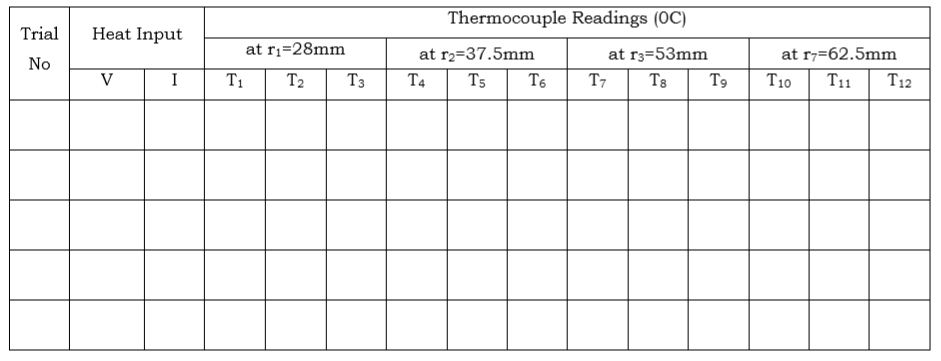 Trial No
Heat Input
Thermocouple Readings (0C)
at r₁=28mm
at r₂=37.5mm
at r₃=53mm
at r₇=62.5mm
V
I
T₁
T₂
T₃
T₄
T₅
T₆
T₇
T₈
T₉
T₁₀
T₁₁
T₁₂